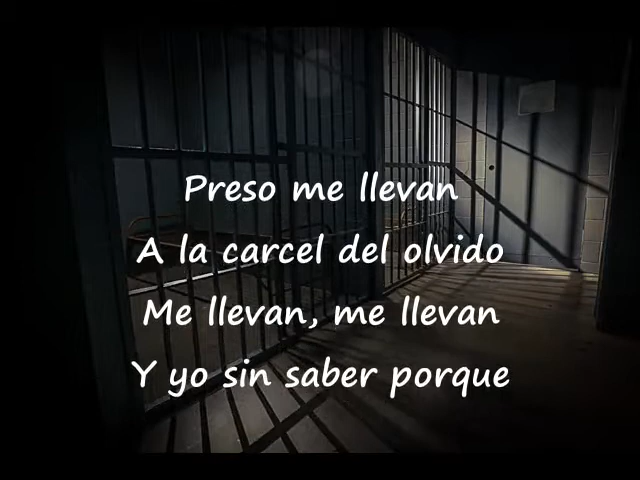 Preso me llevan
A la carcel del olvido
Me llevan, me llevan
Y yo sin saber porque